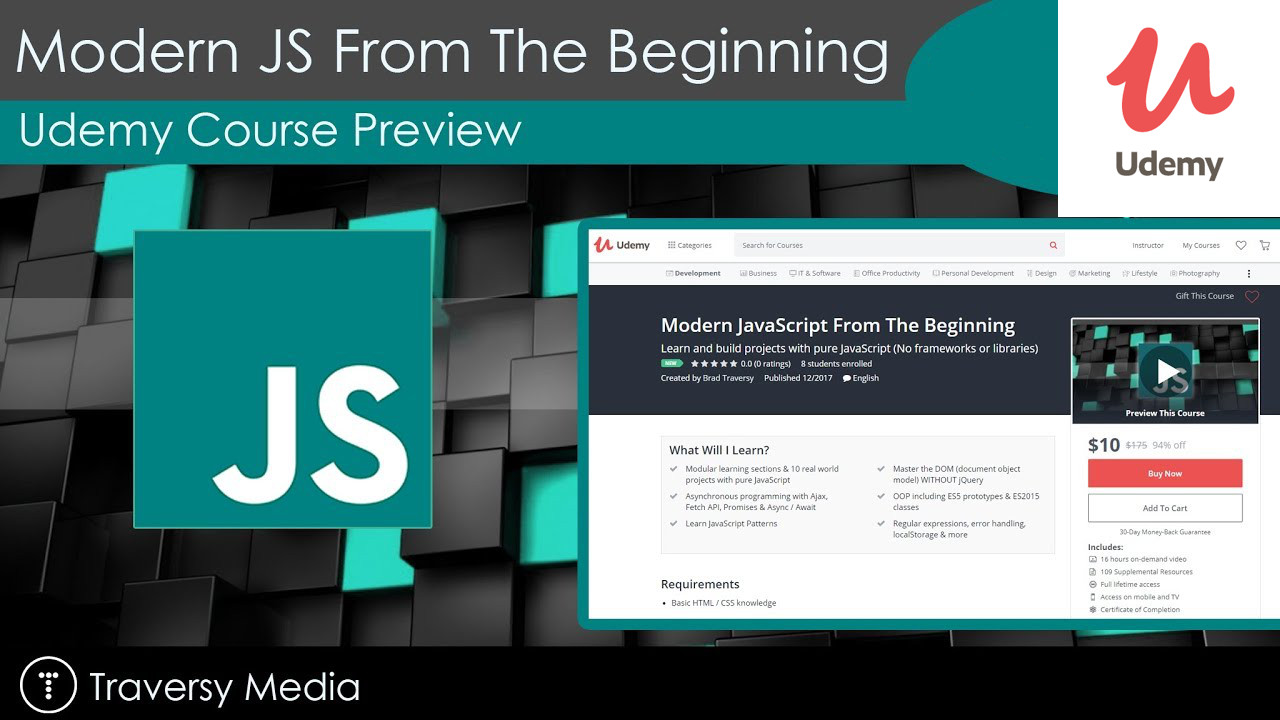 Modern JS From The Beginning
Udemy Course Preview
Udemy
JS
Udemy
Categories
Search for Courses
Instructor
My Courses
Development
Business
IT & Software
Office Productivity
Personal Development
Design
Marketing
Lifestyle
Photography
Gift This Course
Modern JavaScript From The Beginning
Learn and build projects with pure JavaScript (No frameworks or libraries)
NEW 0.0 (0 ratings) 8 students enrolled
Created by Brad Traversy Published 12/2017 English
JS
Preview This Course
What Will I Learn?
Modular learning sections & 10 real world
projects with pure JavaScript
Asynchronous programming with Ajax,
Fetch API, Promises & Async / Await
Learn JavaScript Patterns
Master the DOM (document object
model) WITHOUT jQuery
OOP including ES5 prototypes & ES2015
classes
Regular expressions, error handling,
localStorage & more
Requirements
• Basic HTML / CSS knowledge
$10 $175 94% off
Buy Now
Add To Cart
30-Day Money-Back Guarantee
Includes:
16 hours on-demand video
109 Supplemental Resources
Full lifetime access
Access on mobile and TV
Certificate of Completion
Traversy Media